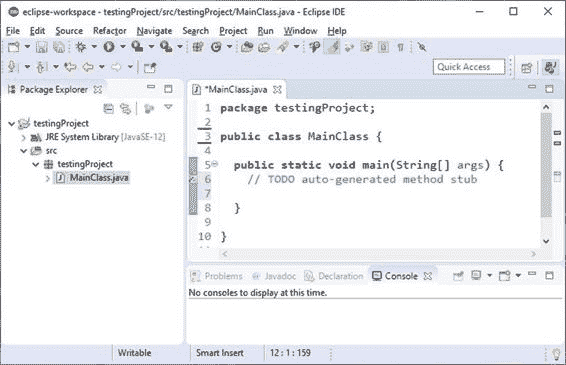 eclipse-workspace - testingProject/src/testingProject/MainClass.java - Eclipse IDE
File Edit Source Refactor Navigate Search Project Run Window Help
Quick Access
Package Explorer
testingProject
JRE System Library [JavaSE-12]
src
testingProject
MainClass.java
*MainClass.java
1 package testingProject;
2
3 public class MainClass {
4
5 public static void main(String[] args) {
6 // TODO auto-generated method stub
7
8 }
9
10 }
Problems Javadoc Declaration Console
No consoles to display at this time.
Writable Smart Insert 12 : 1 : 159